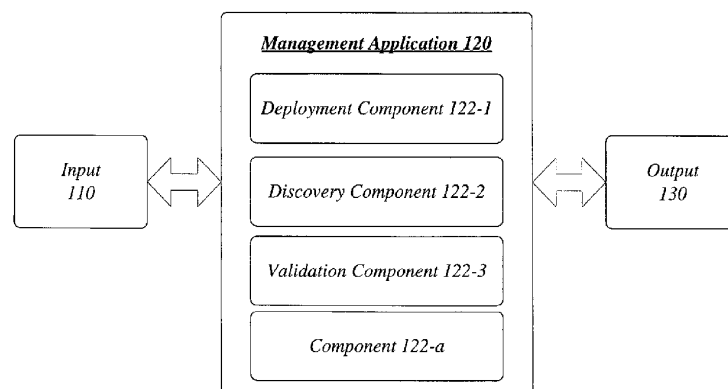 Management Application 120
Deployment Component 122-1
Input
110
Discovery Component 122-2
Output
130
Validation Component 122-3
Component 122-a